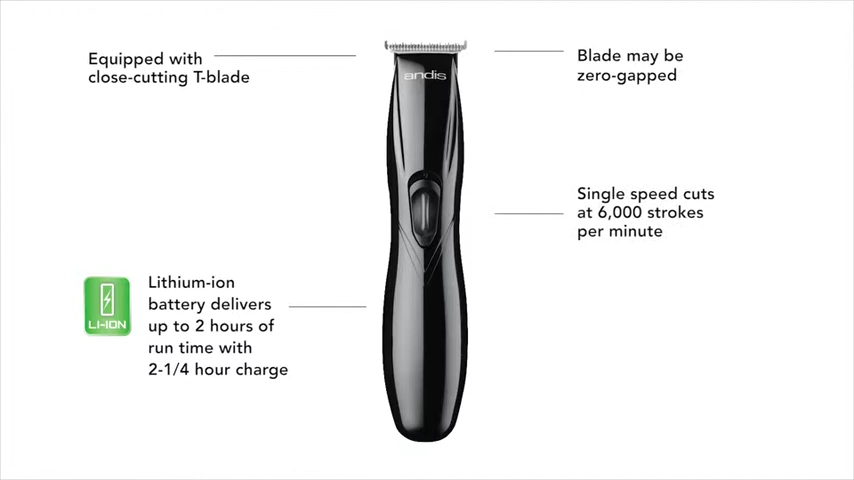 Equipped with
close-cutting T-blade
andis
Blade may be
zero-gapped
Single speed cuts
at 6,000 strokes
per minute
LI-ION
Lithium-ion
battery delivers
up to 2 hours of
run time with
2-1/4 hour charge